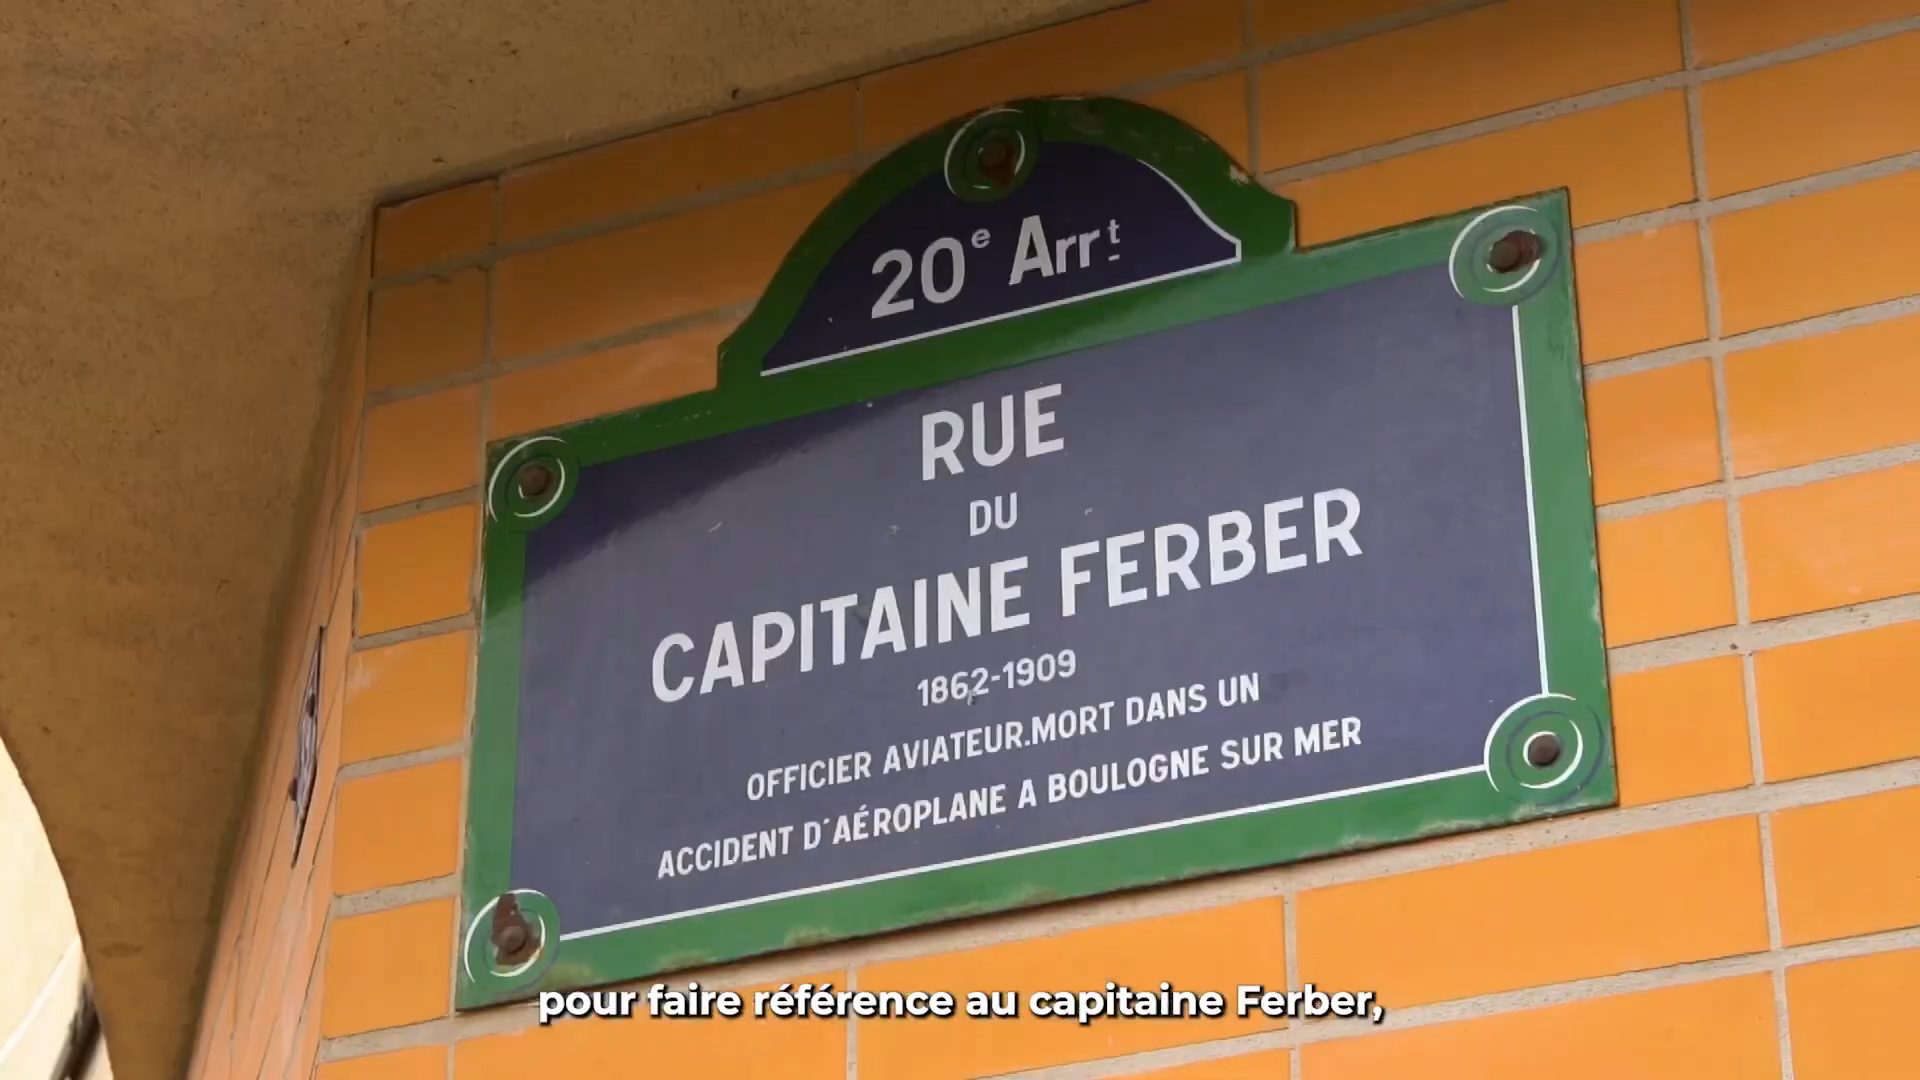 20e Arrt
RUE
DU
CAPITAINE FERBER
1862-1909
OFFICIER AVIATEUR.MORT DANS UN
ACCIDENT D'AÉROPLANE A BOULOGNE SUR MER
pour faire référence au capitaine Ferber,